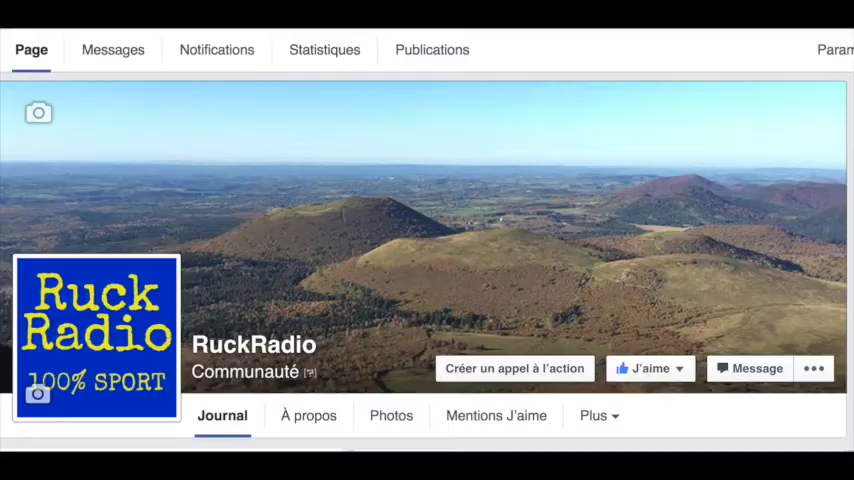 Page Messages Notifications Statistiques Publications Param
Ruck
Radio
100% SPORT
RuckRadio
Communauté
Créer un appel à l'action J'aime Message
Journal À propos Photos Mentions J'aime Plus